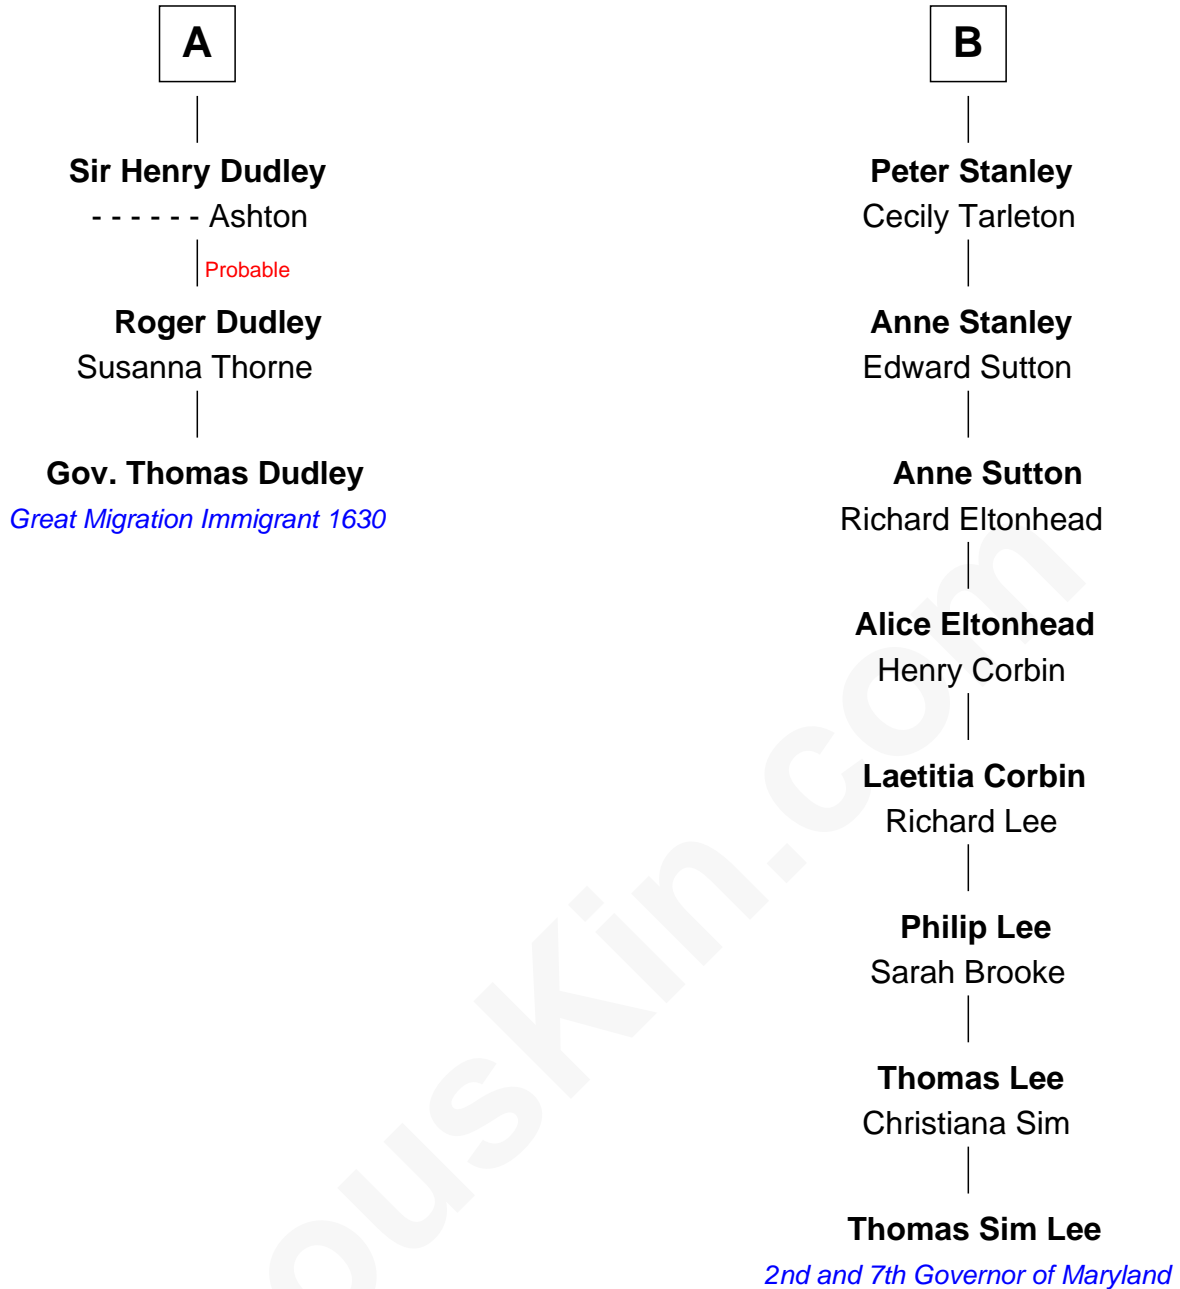 A
Sir Henry Dudley
- - - - - - Ashton
Probable
Roger Dudley
Susanna Thorne
Gov. Thomas Dudley
Great Migration Immigrant 1630
B
Peter Stanley
Cecily Tarleton
Anne Stanley
Edward Sutton
Anne Sutton
Richard Eltonhead
Alice Eltonhead
Henry Corbin
Laetitia Corbin
Richard Lee
Philip Lee
Sarah Brooke
Thomas Lee
Christiana Sim
Thomas Sim Lee
2nd and 7th Governor of Maryland
ousKin.com